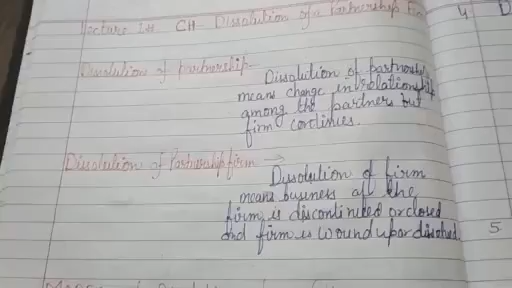 Lecture CH Dissolution of a Partnership
Dissolution of partnership
Dissolution of partnership
means change in relationship
among the partners but
firm continues.
Dissolution of Partnership firm →
Dissolution of firm
means business of the
firm is discontinued or closed
and firm is wound up or dissolved
5